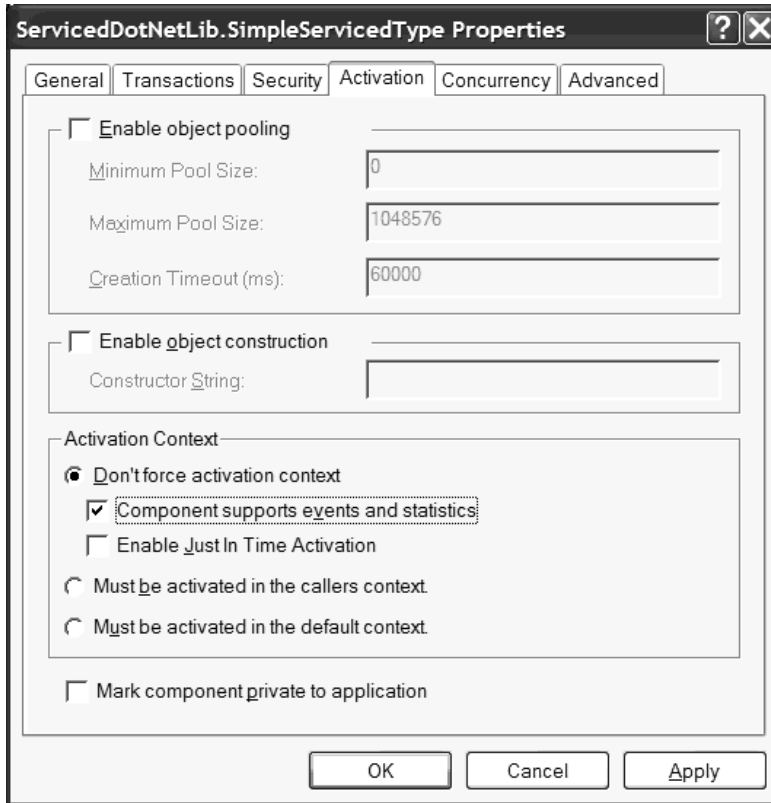 ServicedDotNetLib.SimpleServicedType Properties
General Transactions Security Activation Concurrency Advanced
Enable object pooling
Minimum Pool Size: 0
Maximum Pool Size: 1048576
Creation Timeout (ms): 60000
Enable object construction
Constructor String:
Activation Context
Don't force activation context
Component supports events and statistics
Enable Just In Time Activation
Must be activated in the callers context.
Must be activated in the default context.
Mark component private to application
OK Cancel Apply